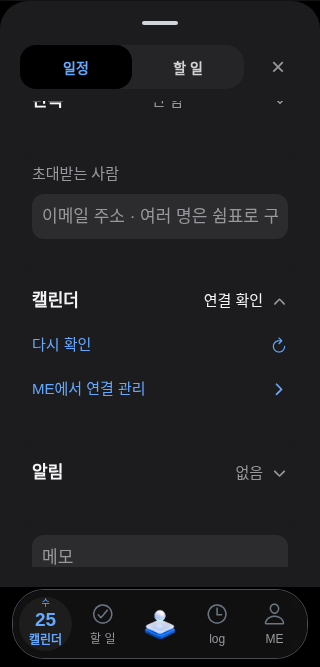 일정 할 일
초대받는 사람
이메일 주소 · 여러 명은 쉼표로 구
캘린더 연결 확인
다시 확인
ME에서 연결 관리
알림 없음
메모
수
25
캘린더 할 일 log ME